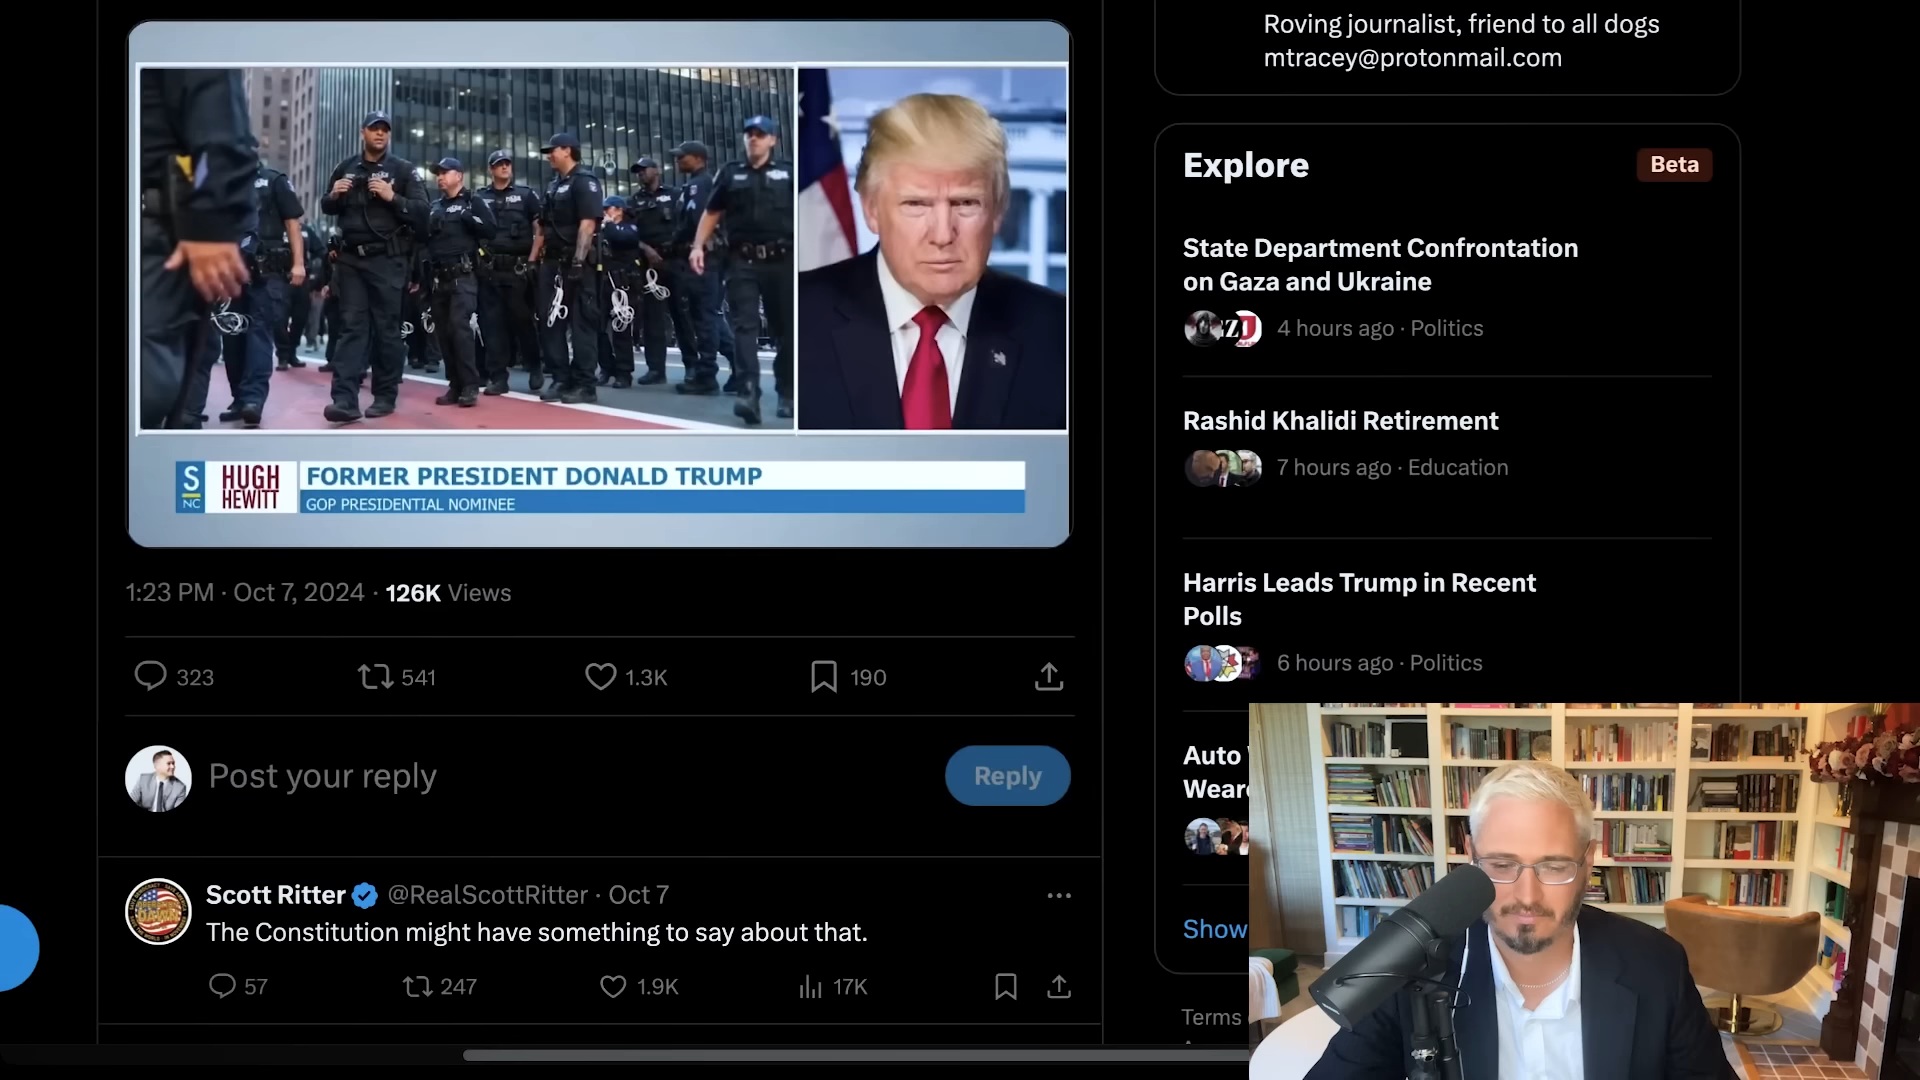 Roving journalist, friend to all dogs
mtracey@protonmail.com
S
NC
HUGH
HEWITT
FORMER PRESIDENT DONALD TRUMP
GOP PRESIDENTIAL NOMINEE
1:23 PM · Oct 7, 2024 · 126K Views
323
541
1.3K
190
Post your reply
Reply
Scott Ritter @RealScottRitter · Oct 7
The Constitution might have something to say about that.
57
247
1.9K
17K
Explore
Beta
State Department Confrontation
on Gaza and Ukraine
4 hours ago · Politics
Rashid Khalidi Retirement
7 hours ago · Education
Harris Leads Trump in Recent
Polls
6 hours ago · Politics
Auto
Show
Terms